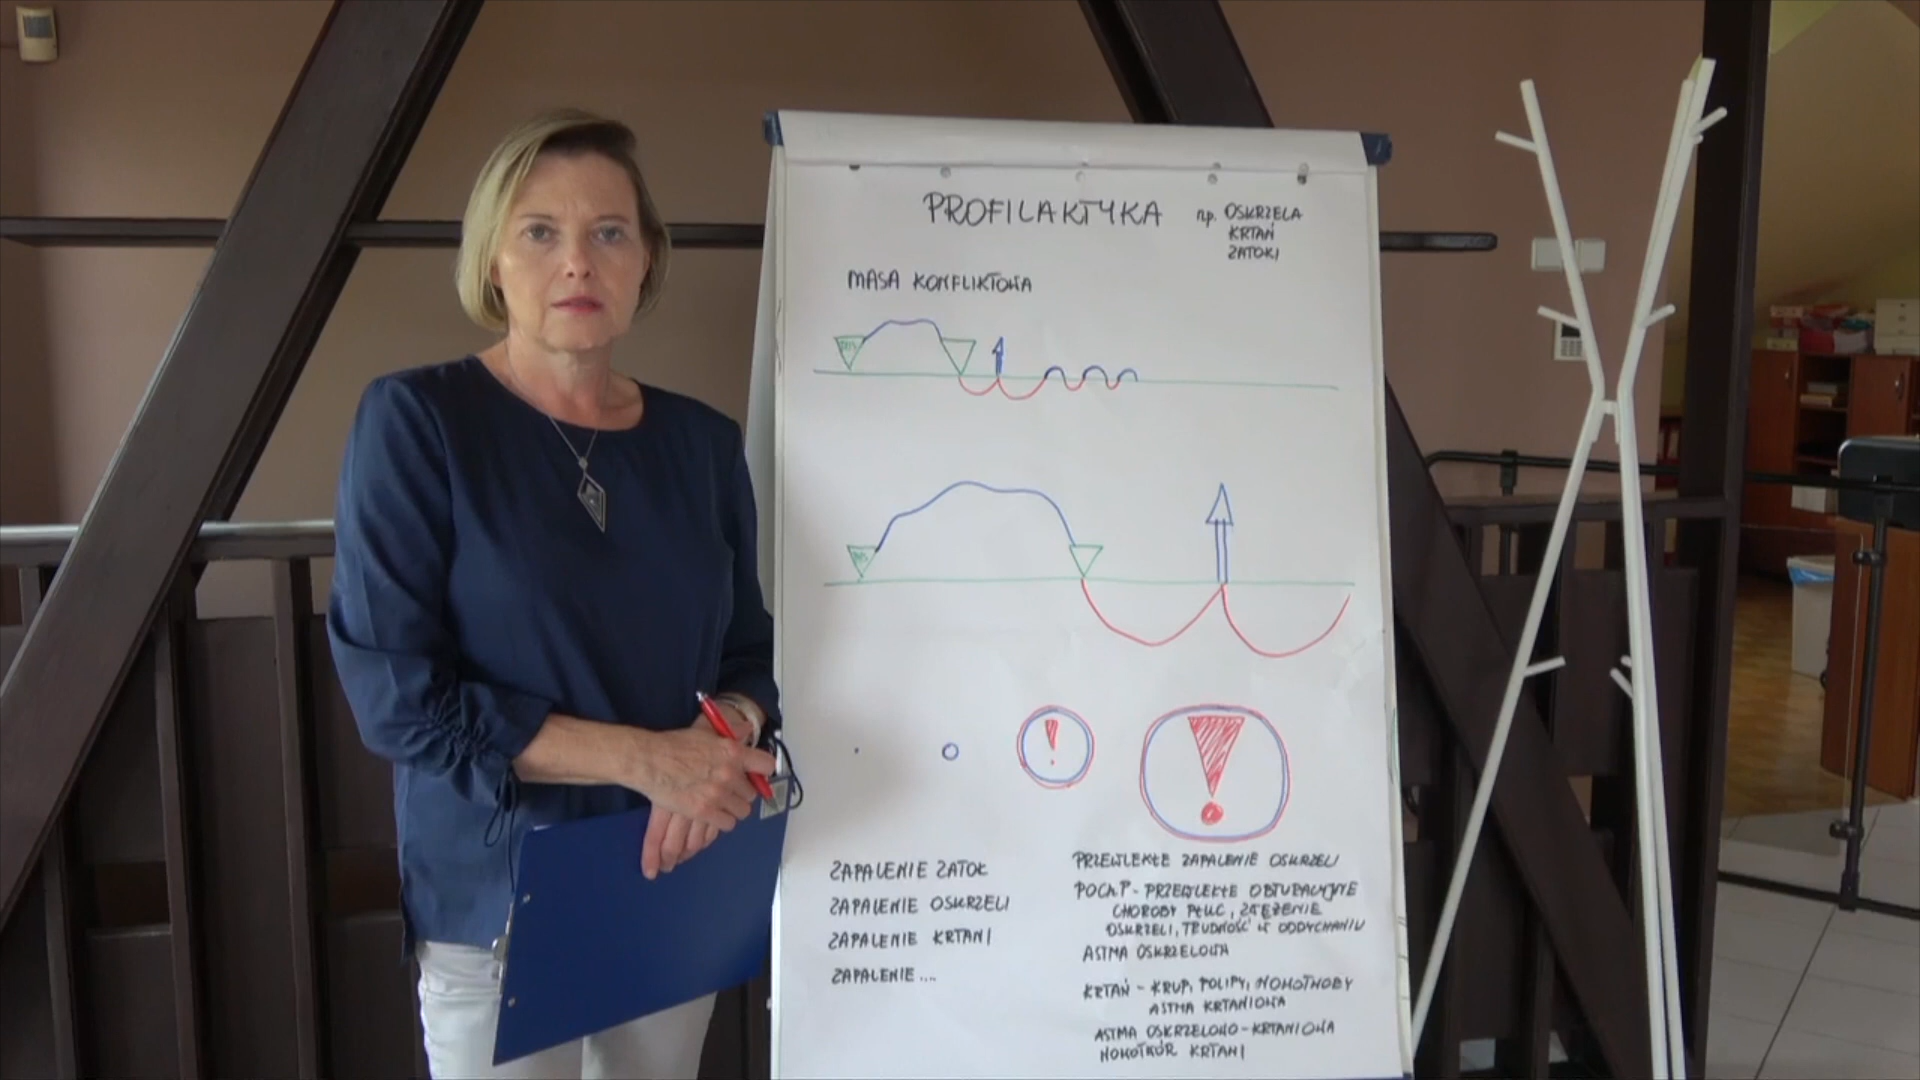 PROFILAKTYKA np. OSKRZELA
KRTAŃ
ZATOKI
MASA KONFLIKTOWA
DHS
DHS
! !
ZAPALENIE ZATOK
ZAPALENIE OSKRZELI
ZAPALENIE KRTANI
ZAPALENIE ....
PRZEWLEKŁE ZAPALENIE OSKRZELI
POCHP - PRZEWLEKŁE OBTURACYJNE
CHOROBY PŁUC, ZWĘŻENIE
OSKRZELI, TRUDNOŚĆ W ODDYCHANIU
ASTMA OSKRZELOWA
KRTAŃ - KRUP, POLIPY, NOWOTWORY
ASTMA KRTANIOWA
ASTMA OSKRZELOWO-KRTANIOWA
NOWOTWÓR KRTANI